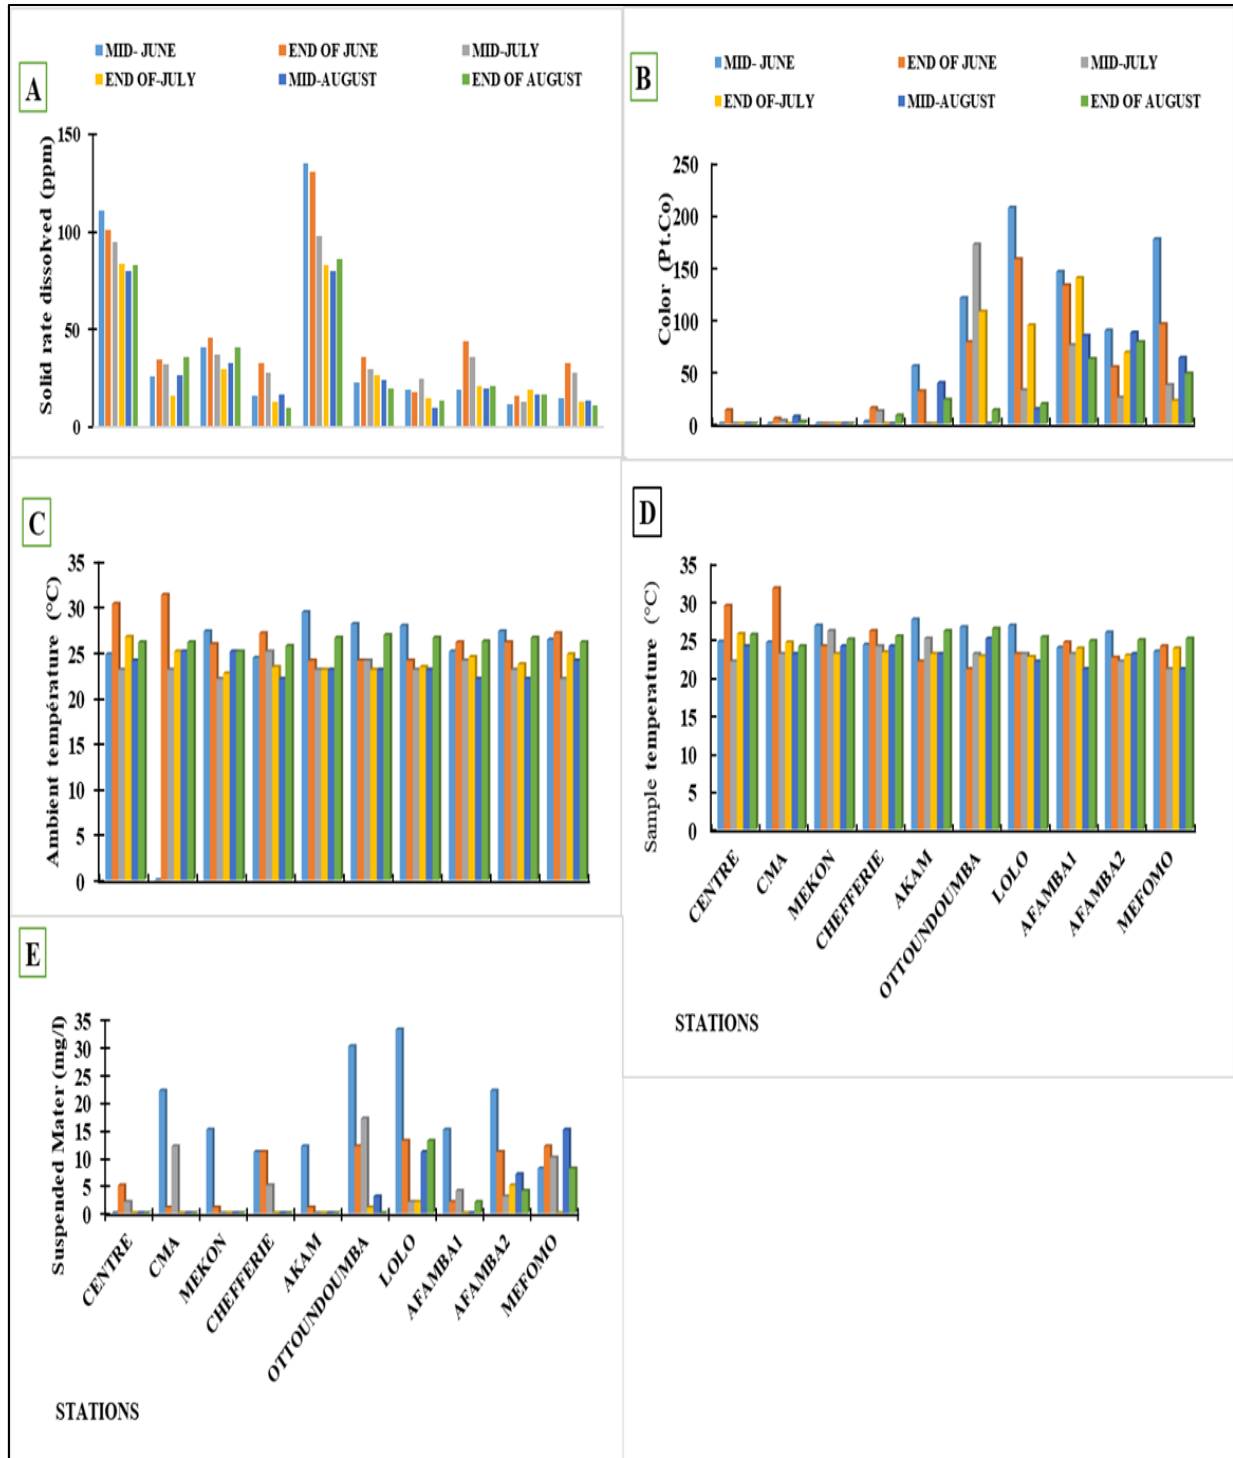 MID- JUNE END OF JUNE MID-JULY
END OF-JULY MID-AUGUST END OF AUGUST
A
Solid rate dissolved (ppm)
150
100
50
0
MID- JUNE END OF JUNE MID-JULY
END OF-JULY MID-AUGUST END OF AUGUST
B
Color (Pt.Co)
250
200
150
100
50
0
C
Ambient température (°C)
35
30
25
20
15
10
5
0
D
Sample temperature (°C)
35
30
25
20
15
10
5
0
CENTRE
CMA
MEKON
CHEFFERIE
AKAM
OTTOUNDOUMBA
LOLO
AFAMBA1
AFAMBA2
MEFOMO
STATIONS
E
Suspended Mater (mg/l)
35
30
25
20
15
10
5
0
CENTRE
CMA
MEKON
CHEFFERIE
AKAM
OTTOUNDOUMBA
LOLO
AFAMBA1
AFAMBA2
MEFOMO
STATIONS